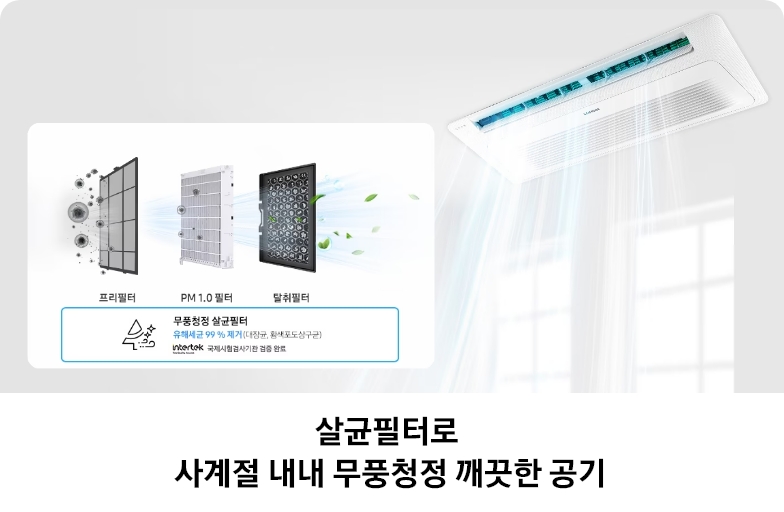 프리필터
PM 1.0 필터
탈취필터
무풍청정 살균필터
유해세균 99 % 제거(대장균, 황색포도상구균)
intertek 국제시험검사기관 검증 완료
살균필터로
사계절 내내 무풍청정 깨끗한 공기